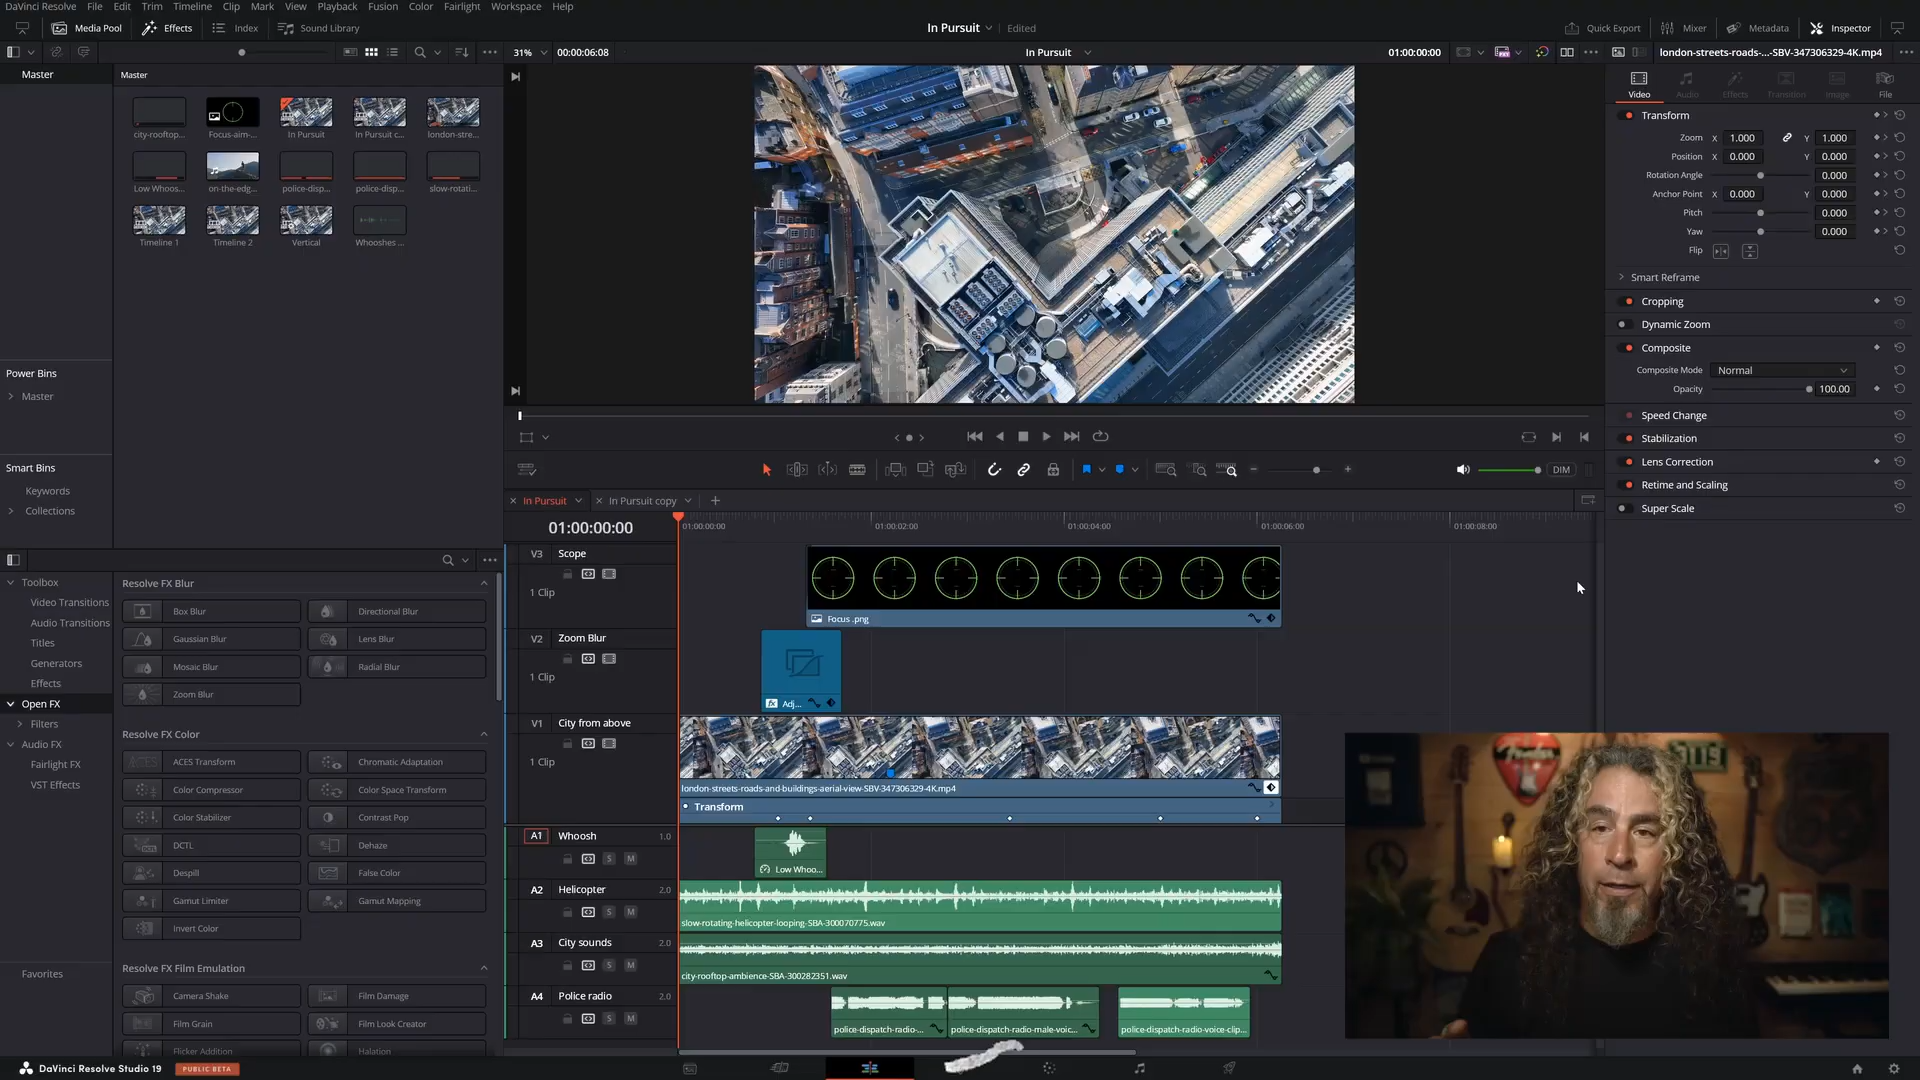 DaVinci Resolve File Edit Trim Timeline Clip Mark View Playback Fusion Color Fairlight Workspace Help
Media Pool Effects Index Sound Library In Pursuit Edited Quick Export Mixer Metadata Inspector
31% 00:00:06:08 In Pursuit 01:00:00:00 london-streets-roads-...-SBV-347306329-4K.mp4
Master
Master
Video Audio Effects Transition Image File
city-rooftop... Focus-aim-... In Pursuit In Pursuit c... london-stre...
Low Whoos... on-the-edg... police-disp... police-disp... slow-rotati...
Timeline 1 Timeline 2 Vertical Whooshes ...
Transform
Zoom X 1.000 Y 1.000
Position X 0.000 Y 0.000
Rotation Angle 0.000
Anchor Point X 0.000 Y 0.000
Pitch 0.000
Yaw 0.000
Flip
Smart Reframe
Cropping
Dynamic Zoom
Composite
Composite Mode Normal
Opacity 100.00
Speed Change
Stabilization
Lens Correction
Retime and Scaling
Super Scale
Power Bins
Master
Smart Bins
Keywords
Collections
DIM
In Pursuit In Pursuit copy
01:00:00:00 01:00:00:00 01:00:02:00 01:00:04:00 01:00:06:00 01:00:08:00
Toolbox
Video Transitions
Audio Transitions
Titles
Generators
Effects
Open FX
Filters
Audio FX
Fairlight FX
VST Effects
Favorites
Resolve FX Blur
Box Blur Directional Blur
Gaussian Blur Lens Blur
Mosaic Blur Radial Blur
Zoom Blur
Resolve FX Color
ACES Transform Chromatic Adaptation
Color Compressor Color Space Transform
Color Stabilizer Contrast Pop
DCTL Dehaze
Despill False Color
Gamut Limiter Gamut Mapping
Invert Color
Resolve FX Film Emulation
Camera Shake Film Damage
Film Grain Film Look Creator
Flicker Addition Halation
V3 Scope
1 Clip
Focus .png
V2 Zoom Blur
1 Clip
Adj...
V1 City from above
1 Clip
london-streets-roads-and-buildings-aerial-view-SBV-347306329-4K.mp4
Transform
A1 Whoosh 1.0
S M
Low Whoo...
A2 Helicopter 2.0
S M
slow-rotating-helicopter-looping-SBA-300070775.wav
A3 City sounds 2.0
S M
city-rooftop-ambience-SBA-300282351.wav
A4 Police radio 2.0
S M
police-dispatch-radio-... police-dispatch-radio-male-voic... police-dispatch-radio-voice-clip...
DaVinci Resolve Studio 19 PUBLIC BETA